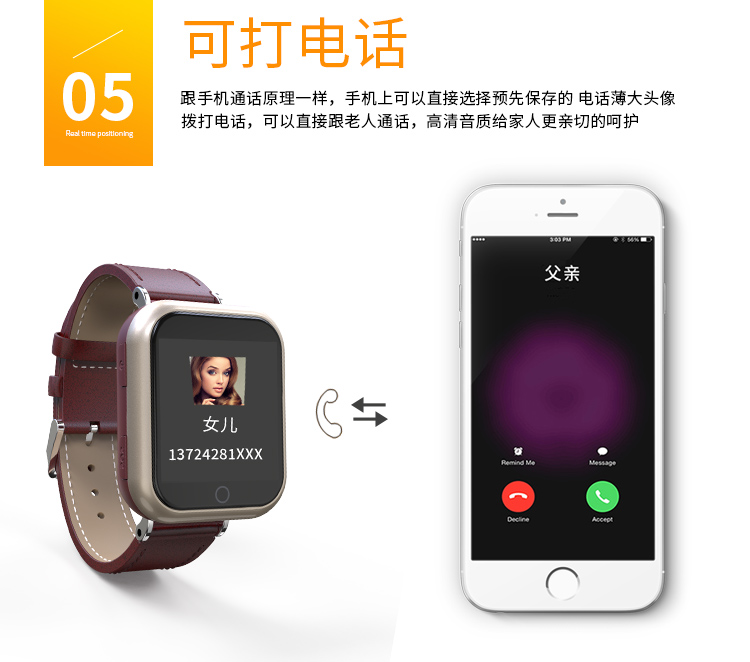 可打电话
05
Real time positioning
跟手机通话原理一样，手机上可以直接选择预先保存的 电话薄大头像
拨打电话，可以直接跟老人通话，高清音质给家人更亲切的呵护
3:03 PM
56%
父亲
女儿
13724281XXX
Remind Me
Message
Decline
Accept